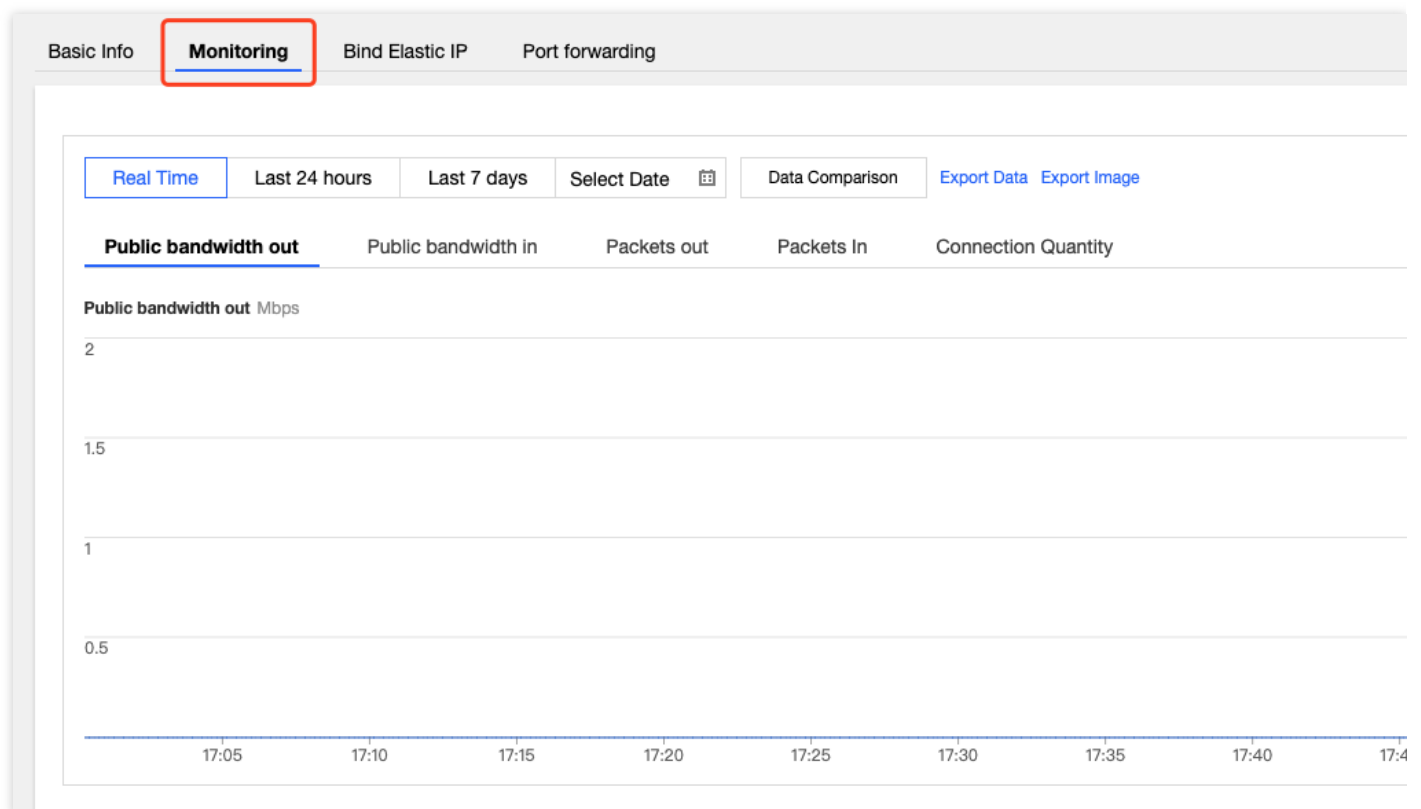 Basic Info Monitoring Bind Elastic IP Port forwarding
Real Time Last 24 hours Last 7 days Select Date Data Comparison Export Data Export Image
Public bandwidth out Public bandwidth in Packets out Packets In Connection Quantity
Public bandwidth out Mbps
2
1.5
1
0.5
17:05 17:10 17:15 17:20 17:25 17:30 17:35 17:40